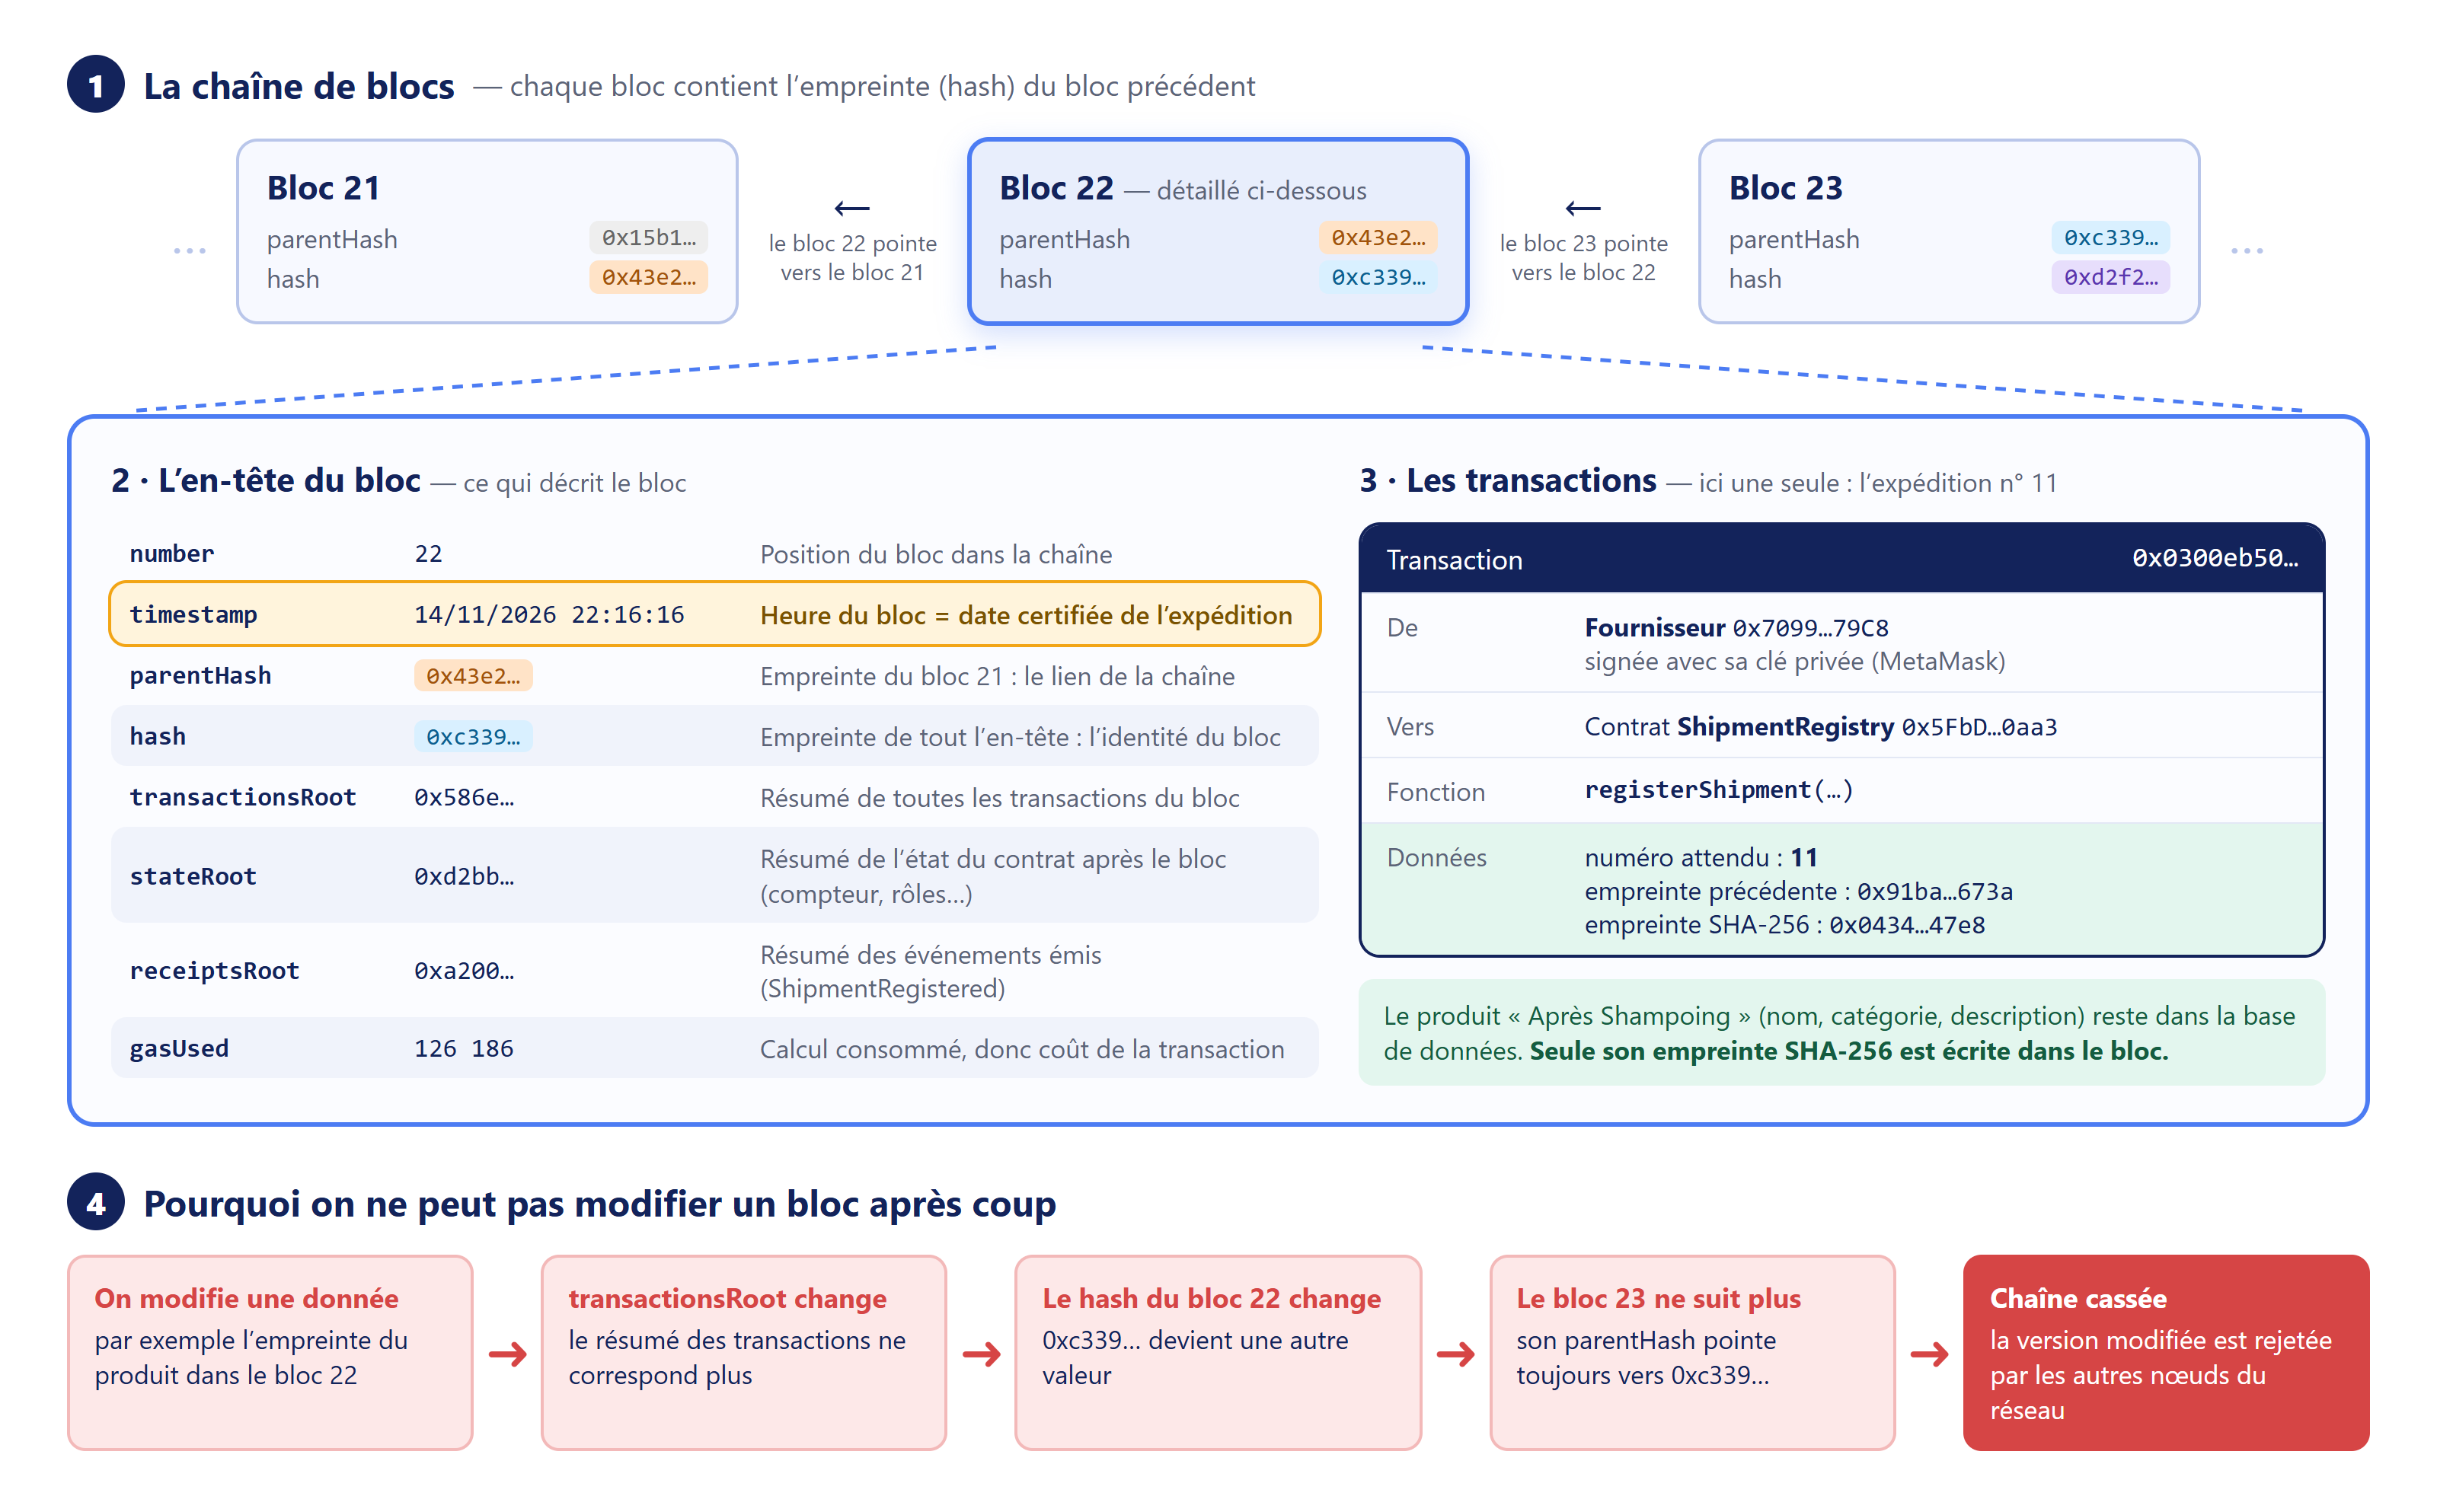 1 La chaîne de blocs — chaque bloc contient l’empreinte (hash) du bloc précédent
...
Bloc 21
parentHash 0x15b1…
hash 0x43e2…
←
le bloc 22 pointe
vers le bloc 21
Bloc 22 — détaillé ci-dessous
parentHash 0x43e2…
hash 0xc339…
←
le bloc 23 pointe
vers le bloc 22
Bloc 23
parentHash 0xc339…
hash 0xd2f2…
...
2 · L’en-tête du bloc — ce qui décrit le bloc
number 22 Position du bloc dans la chaîne
timestamp 14/11/2026 22:16:16 Heure du bloc = date certifiée de l’expédition
parentHash 0x43e2… Empreinte du bloc 21 : le lien de la chaîne
hash 0xc339… Empreinte de tout l’en-tête : l’identité du bloc
transactionsRoot 0x586e… Résumé de toutes les transactions du bloc
stateRoot 0xd2bb… Résumé de l’état du contrat après le bloc
(compteur, rôles…)
receiptsRoot 0xa200… Résumé des événements émis
(ShipmentRegistered)
gasUsed 126 186 Calcul consommé, donc coût de la transaction
3 · Les transactions — ici une seule : l’expédition n° 11
Transaction 0x0300eb50…
De Fournisseur 0x7099…79C8
signée avec sa clé privée (MetaMask)
Vers Contrat ShipmentRegistry 0x5FbD…0aa3
Fonction registerShipment(…)
Données numéro attendu : 11
empreinte précédente : 0x91ba…673a
empreinte SHA-256 : 0x0434…47e8
Le produit « Après Shampoing » (nom, catégorie, description) reste dans la base
de données. Seule son empreinte SHA-256 est écrite dans le bloc.
4 Pourquoi on ne peut pas modifier un bloc après coup
On modifie une donnée
par exemple l’empreinte du
produit dans le bloc 22
→
transactionsRoot change
le résumé des transactions ne
correspond plus
→
Le hash du bloc 22 change
0xc339… devient une autre
valeur
→
Le bloc 23 ne suit plus
son parentHash pointe
toujours vers 0xc339…
→
Chaîne cassée
la version modifiée est rejetée
par les autres nœuds du
réseau